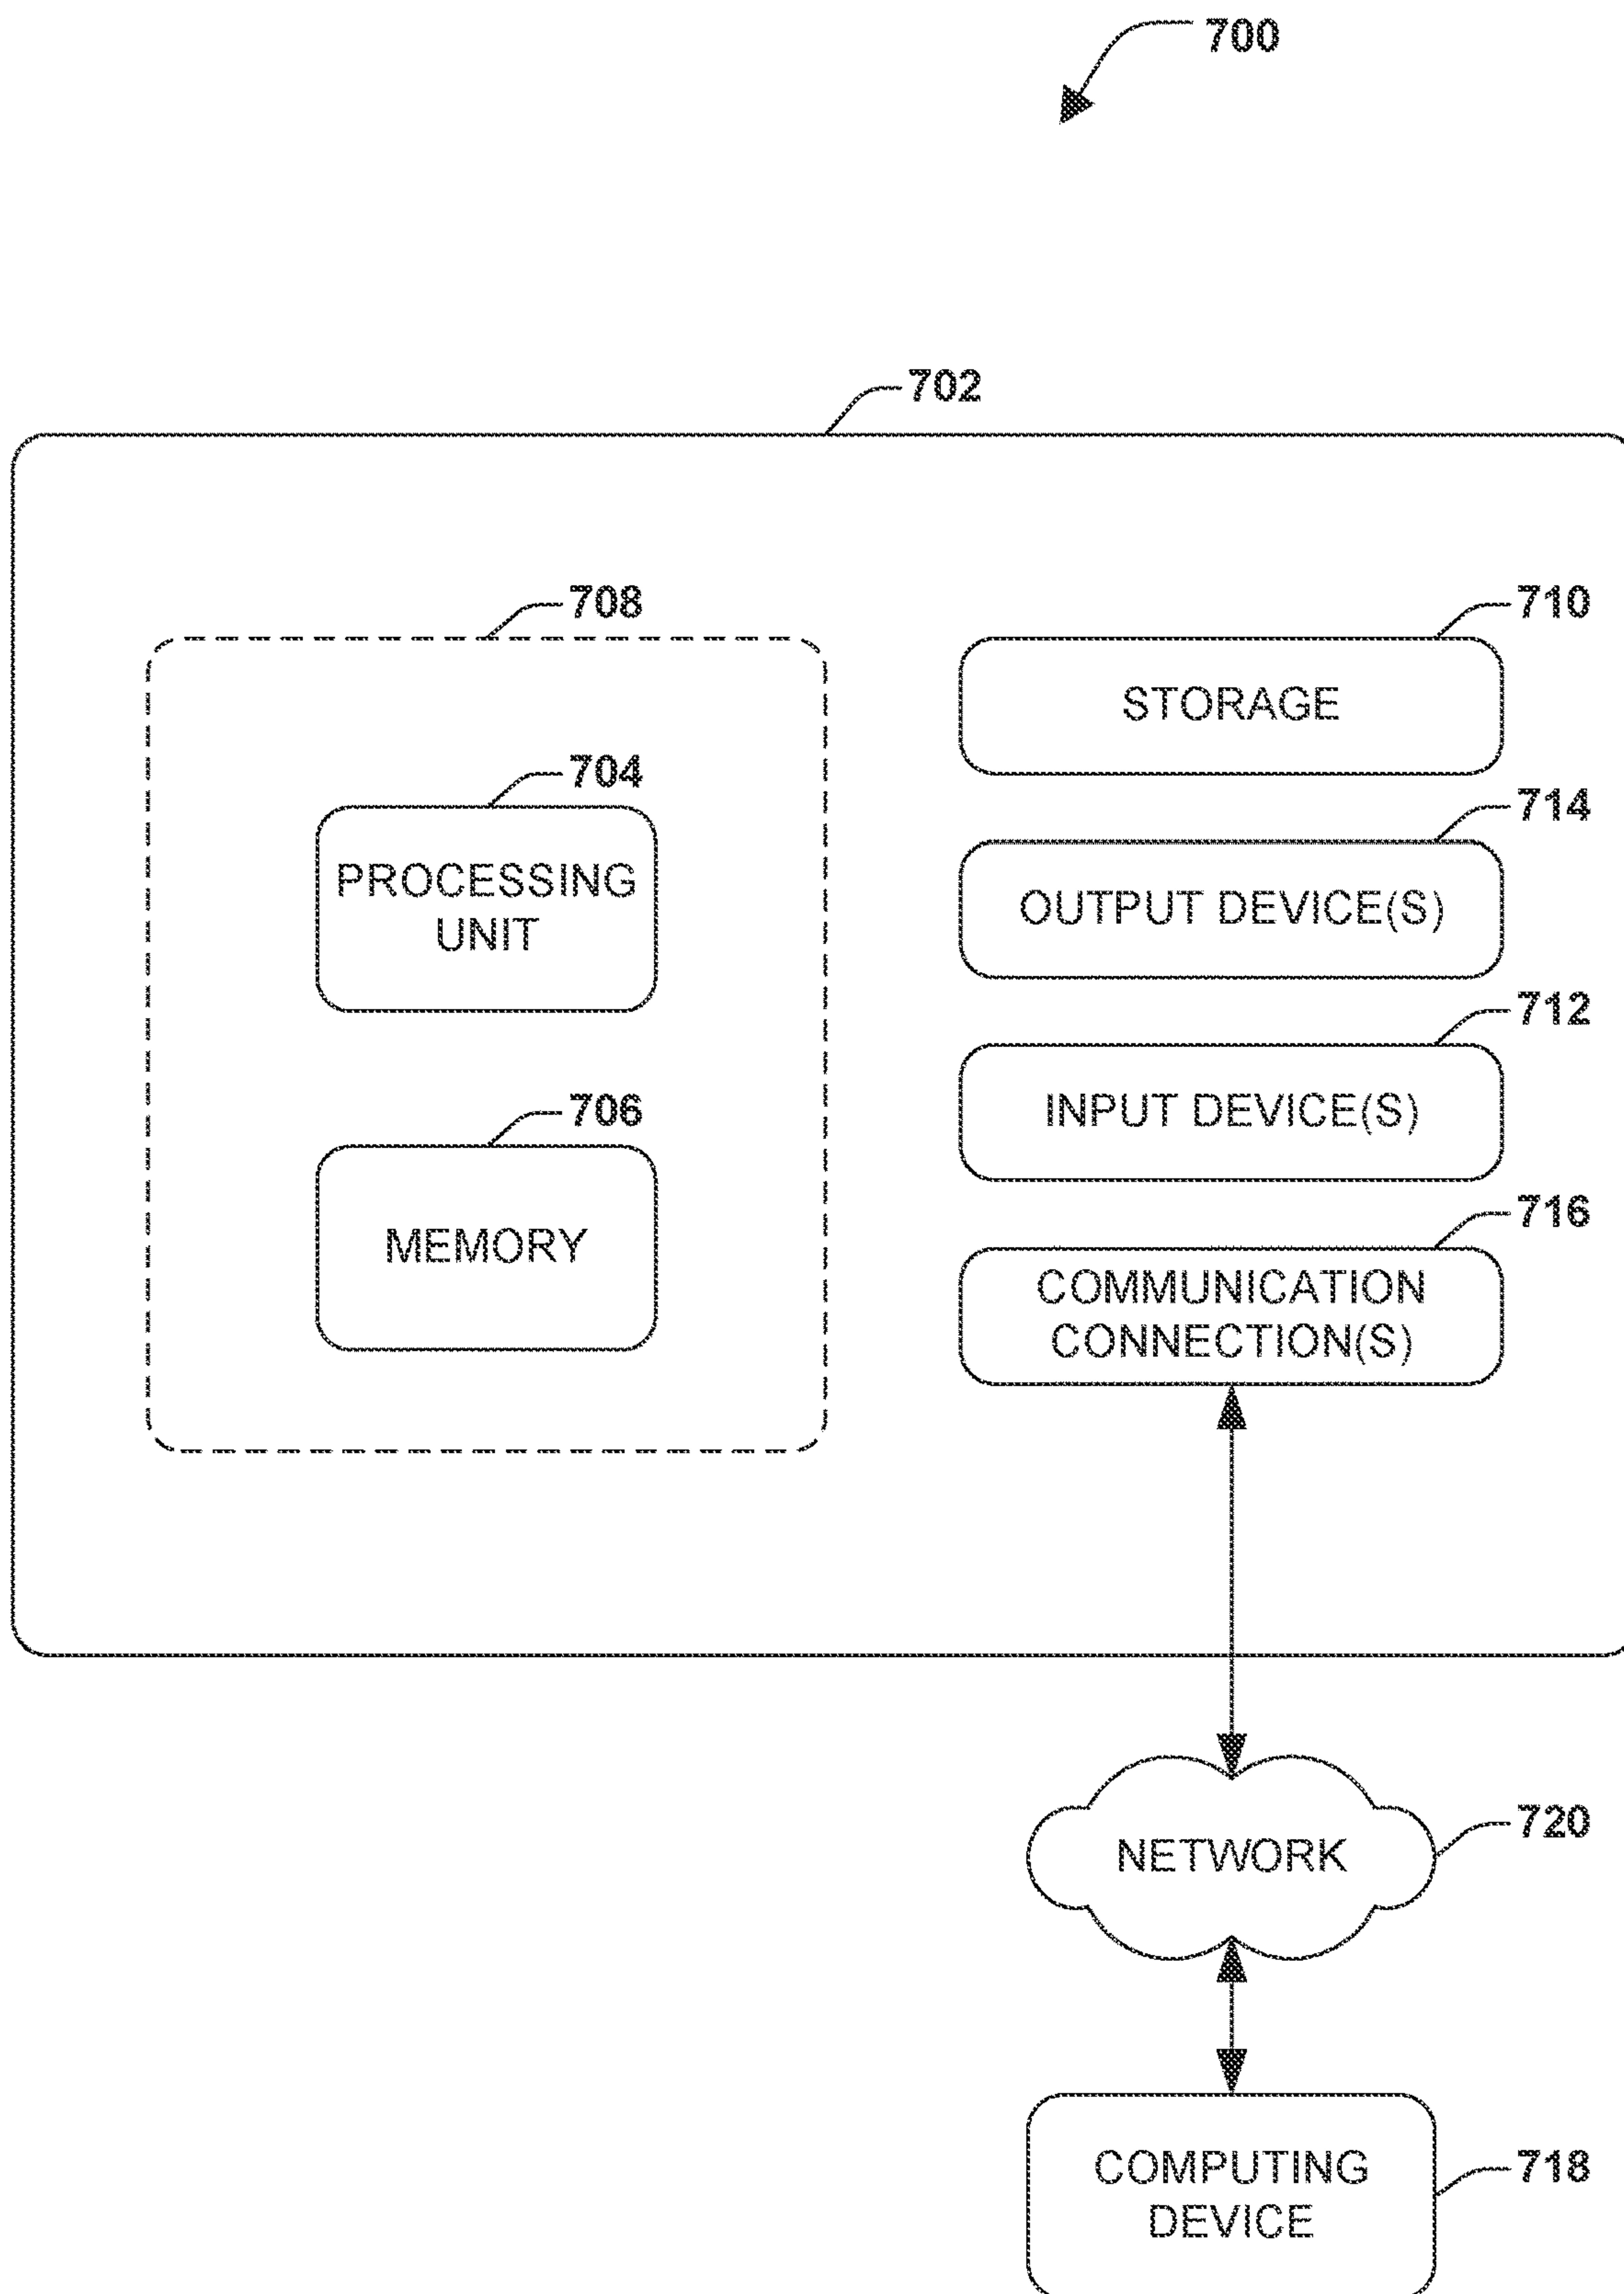 700
702
708
710
STORAGE
704
714
PROCESSING
UNIT
OUTPUT DEVICE(S)
712
INPUT DEVICE(S)
706
MEMORY
716
COMMUNICATION
CONNECTION(S)
720
NETWORK
718
COMPUTING
DEVICE